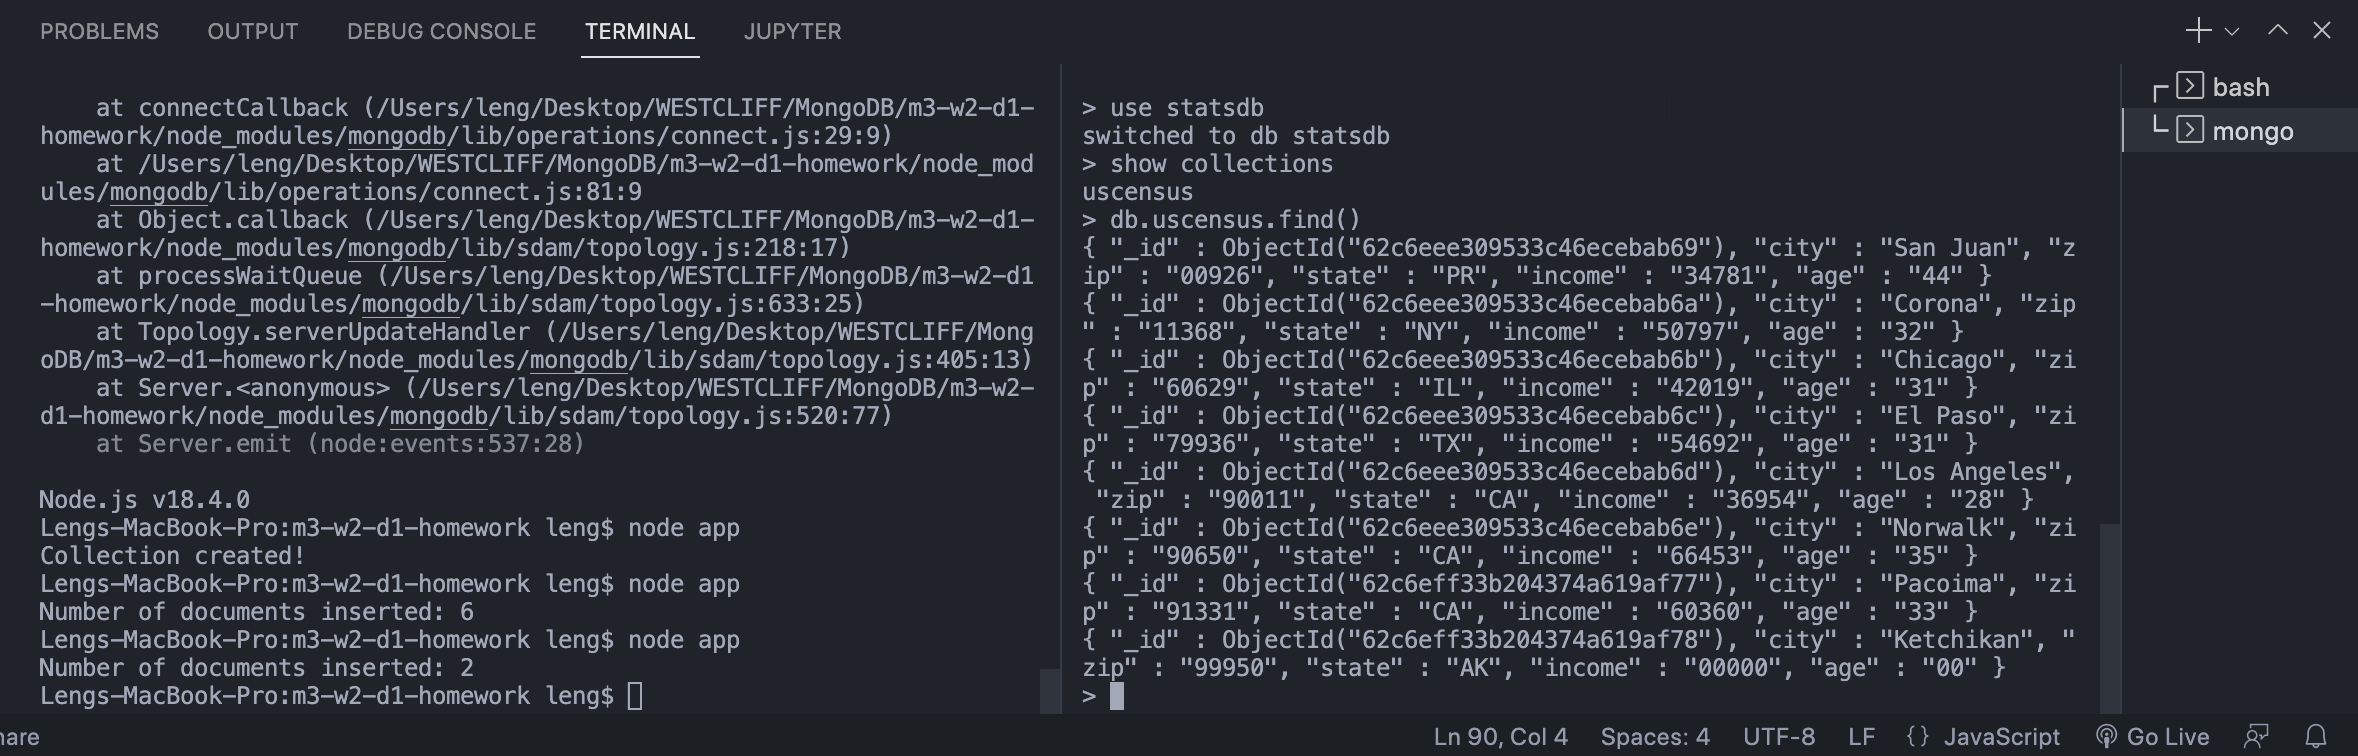 PROBLEMS OUTPUT DEBUG CONSOLE TERMINAL JUPYTER
    at connectCallback (/Users/leng/Desktop/WESTCLIFF/MongoDB/m3-w2-d1-
homework/node_modules/mongodb/lib/operations/connect.js:29:9)
    at /Users/leng/Desktop/WESTCLIFF/MongoDB/m3-w2-d1-homework/node_mod
ules/mongodb/lib/operations/connect.js:81:9
    at Object.callback (/Users/leng/Desktop/WESTCLIFF/MongoDB/m3-w2-d1-
homework/node_modules/mongodb/lib/sdam/topology.js:218:17)
    at processWaitQueue (/Users/leng/Desktop/WESTCLIFF/MongoDB/m3-w2-d1
-homework/node_modules/mongodb/lib/sdam/topology.js:633:25)
    at Topology.serverUpdateHandler (/Users/leng/Desktop/WESTCLIFF/Mong
oDB/m3-w2-d1-homework/node_modules/mongodb/lib/sdam/topology.js:405:13)
    at Server.<anonymous> (/Users/leng/Desktop/WESTCLIFF/MongoDB/m3-w2-
d1-homework/node_modules/mongodb/lib/sdam/topology.js:520:77)
    at Server.emit (node:events:537:28)
Node.js v18.4.0
Lengs-MacBook-Pro:m3-w2-d1-homework leng$ node app
Collection created!
Lengs-MacBook-Pro:m3-w2-d1-homework leng$ node app
Number of documents inserted: 6
Lengs-MacBook-Pro:m3-w2-d1-homework leng$ node app
Number of documents inserted: 2
Lengs-MacBook-Pro:m3-w2-d1-homework leng$
> use statsdb
switched to db statsdb
> show collections
uscensus
> db.uscensus.find()
{ "_id" : ObjectId("62c6eee309533c46ecebab69"), "city" : "San Juan", "z
ip" : "00926", "state" : "PR", "income" : "34781", "age" : "44" }
{ "_id" : ObjectId("62c6eee309533c46ecebab6a"), "city" : "Corona", "zip
" : "11368", "state" : "NY", "income" : "50797", "age" : "32" }
{ "_id" : ObjectId("62c6eee309533c46ecebab6b"), "city" : "Chicago", "zi
p" : "60629", "state" : "IL", "income" : "42019", "age" : "31" }
{ "_id" : ObjectId("62c6eee309533c46ecebab6c"), "city" : "El Paso", "zi
p" : "79936", "state" : "TX", "income" : "54692", "age" : "31" }
{ "_id" : ObjectId("62c6eee309533c46ecebab6d"), "city" : "Los Angeles",
 "zip" : "90011", "state" : "CA", "income" : "36954", "age" : "28" }
{ "_id" : ObjectId("62c6eee309533c46ecebab6e"), "city" : "Norwalk", "zi
p" : "90650", "state" : "CA", "income" : "66453", "age" : "35" }
{ "_id" : ObjectId("62c6eff33b204374a619af77"), "city" : "Pacoima", "zi
p" : "91331", "state" : "CA", "income" : "60360", "age" : "33" }
{ "_id" : ObjectId("62c6eff33b204374a619af78"), "city" : "Ketchikan", "
zip" : "99950", "state" : "AK", "income" : "00000", "age" : "00" }
>
bash
mongo
hare Ln 90, Col 4 Spaces: 4 UTF-8 LF {} JavaScript Go Live